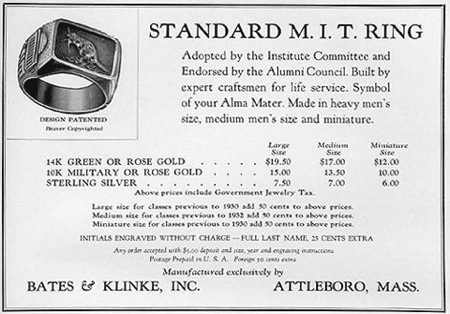 STANDARD M. I. T. RING
Adopted by the Institute Committee and
Endorsed by the Alumni Council. Built by
expert craftsmen for life service. Symbol
of your Alma Mater. Made in heavy men's
size, medium men's size and miniature.
DESIGN PATENTED
Beaver Copyrighted
Large Size Medium Size Miniature Size
14K GREEN OR ROSE GOLD . . . . . $19.50 $17.00 $12.00
10K MILITARY OR ROSE GOLD . . . . 15.00 13.50 10.00
STERLING SILVER . . . . . . . . 7.50 7.00 6.00
Above prices include Government Jewelry Tax.
Large size for classes previous to 1930 add 50 cents to above prices.
Medium size for classes previous to 1932 add 50 cents to above prices.
Miniature size for classes previous to 1930 add 50 cents to above prices.
INITIALS ENGRAVED WITHOUT CHARGE — FULL LAST NAME, 25 CENTS EXTRA
Any order accepted with $5.00 deposit and size, year and engraving instructions
Postage Prepaid in U. S. A. Foreign 50 cents extra
Manufactured exclusively by
BATES & KLINKE, INC. ATTLEBORO, MASS.